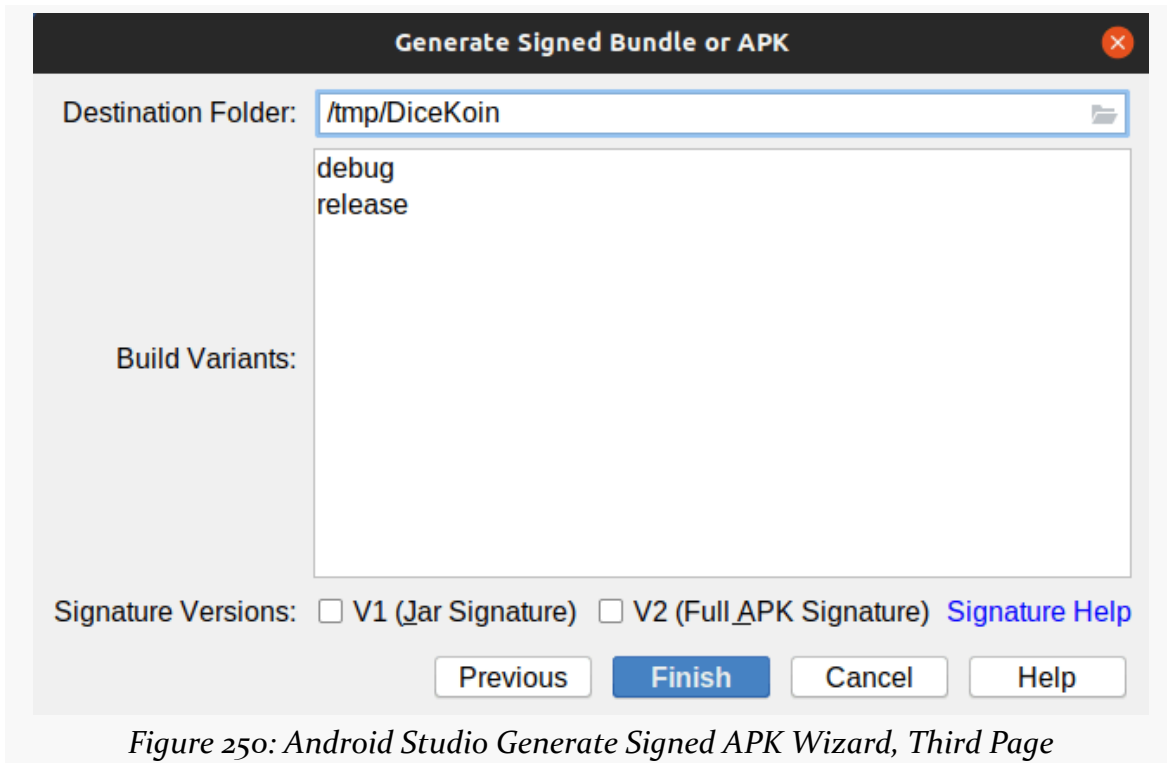 Generate Signed Bundle or APK
Destination Folder: /tmp/DiceKoin
debug
release
Build Variants:
Signature Versions: V1 (Jar Signature) V2 (Full APK Signature) Signature Help
Previous Finish Cancel Help
Figure 250: Android Studio Generate Signed APK Wizard, Third Page